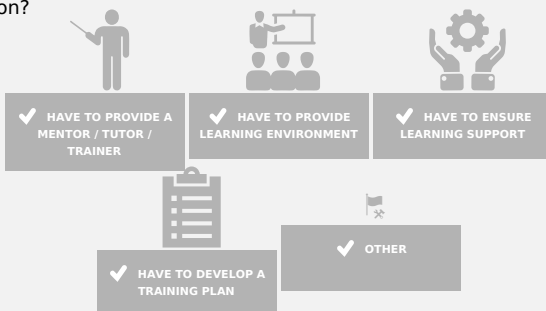 on?
HAVE TO PROVIDE A
MENTOR / TUTOR /
TRAINER
HAVE TO PROVIDE
LEARNING ENVIRONMENT
HAVE TO ENSURE
LEARNING SUPPORT
HAVE TO DEVELOP A
TRAINING PLAN
OTHER